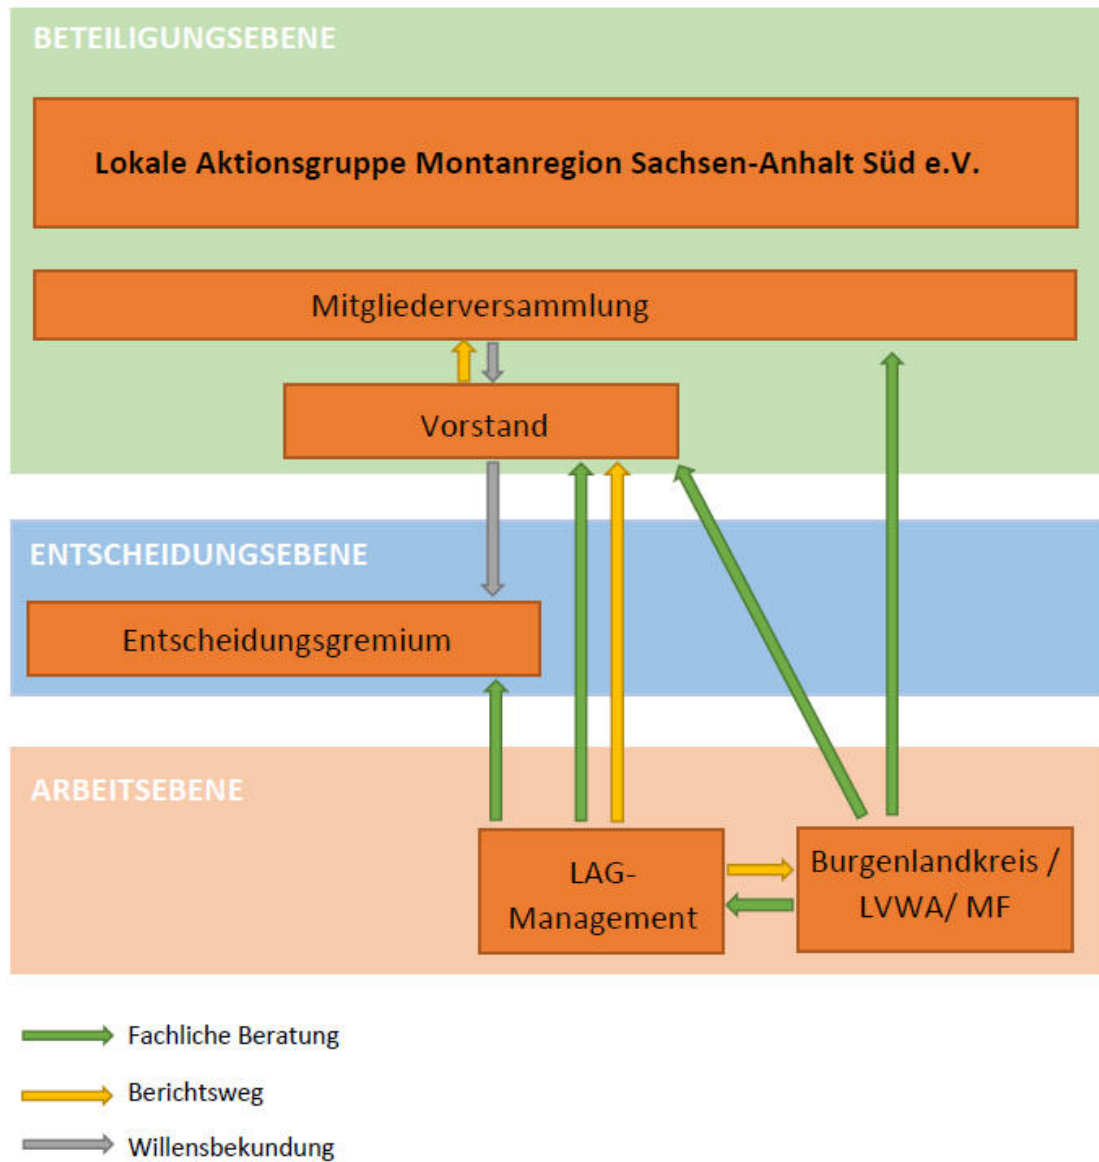 BETEILIGUNGSEBENE
Lokale Aktionsgruppe Montanregion Sachsen-Anhalt Süd e.V.
Mitgliederversammlung
Vorstand
ENTSCHEIDUNGSEBENE
Entscheidungsgremium
ARBEITSEBENE
LAG-
Management
Burgenlandkreis /
LVWA/ MF
Fachliche Beratung
Berichtsweg
Willensbekundung